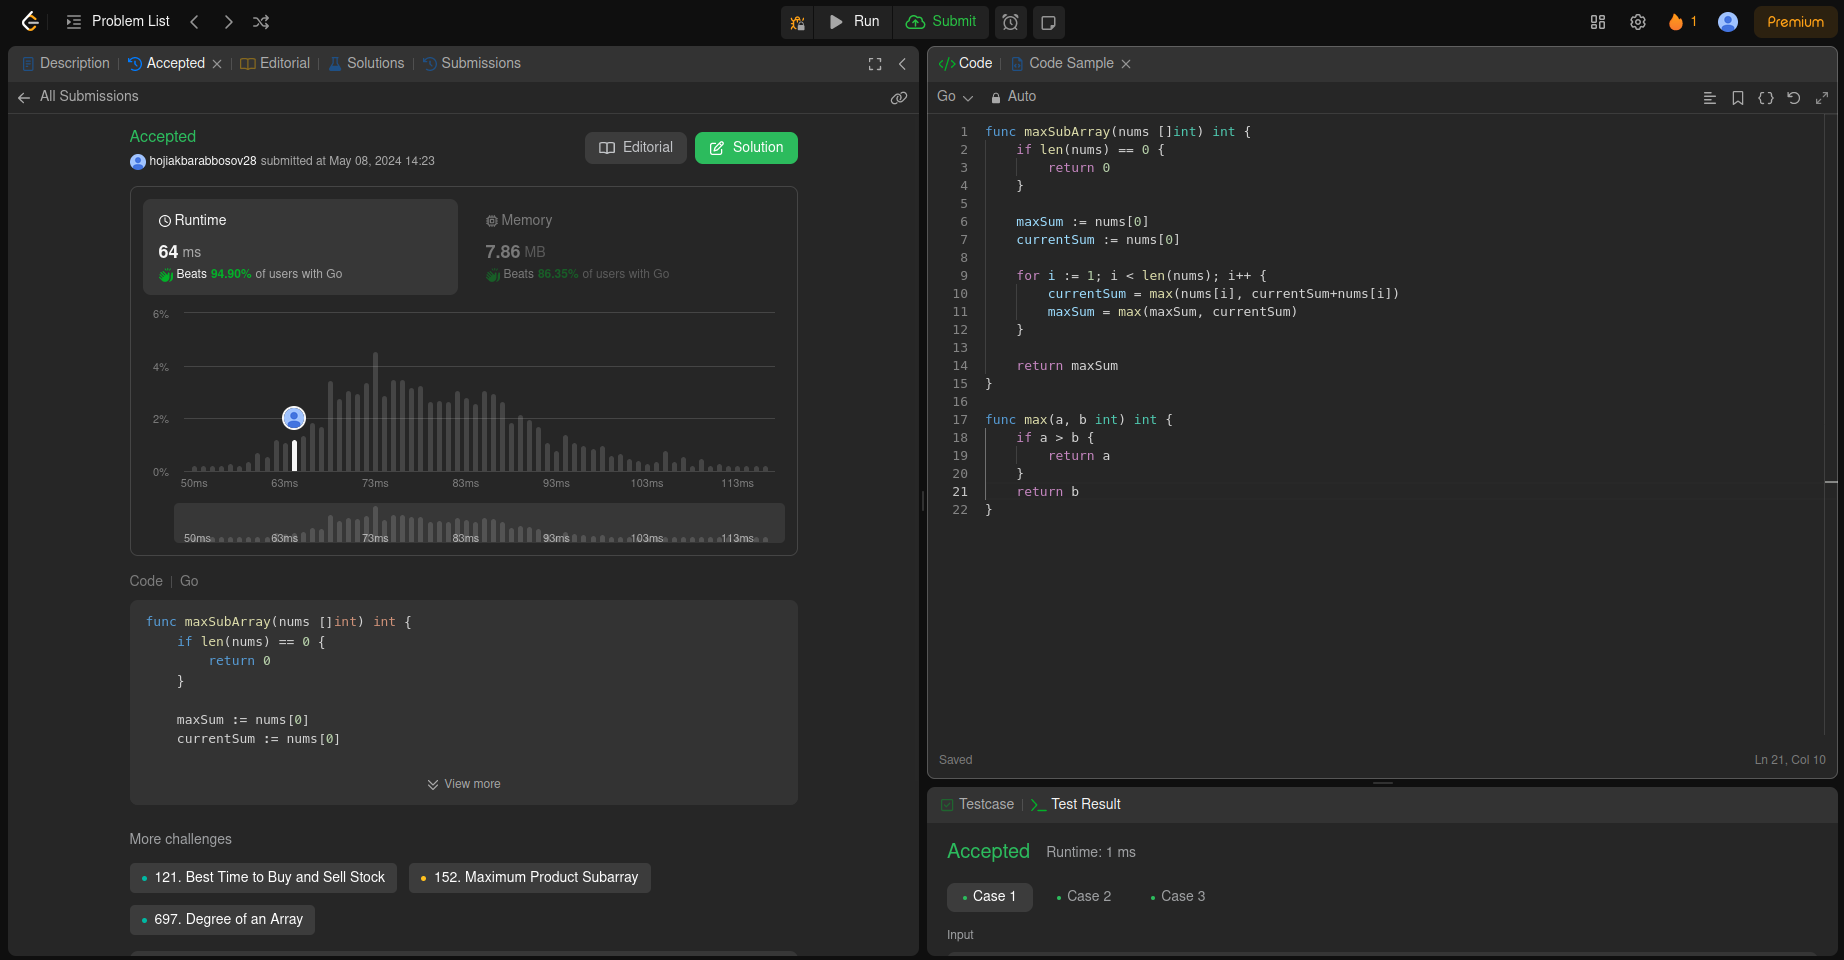 Problem List
Run
Submit
1
Premium
Description
Accepted
Editorial
Solutions
Submissions
All Submissions
Accepted
hojiakbarabbosov28 submitted at May 08, 2024 14:23
Editorial
Solution
Runtime
64 ms
Beats 94.90% of users with Go
Memory
7.86 MB
Beats 86.35% of users with Go
6%
4%
2%
0%
50ms 63ms 73ms 83ms 93ms 103ms 113ms
50ms 63ms 73ms 83ms 93ms 103ms 113ms
Code | Go
func maxSubArray(nums []int) int {
    if len(nums) == 0 {
        return 0
    }

    maxSum := nums[0]
    currentSum := nums[0]
View more
More challenges
121. Best Time to Buy and Sell Stock
152. Maximum Product Subarray
697. Degree of an Array
Code
Code Sample
Go
Auto
1 func maxSubArray(nums []int) int {
2     if len(nums) == 0 {
3         return 0
4     }
5
6     maxSum := nums[0]
7     currentSum := nums[0]
8
9     for i := 1; i < len(nums); i++ {
10         currentSum = max(nums[i], currentSum+nums[i])
11         maxSum = max(maxSum, currentSum)
12     }
13
14     return maxSum
15 }
16
17 func max(a, b int) int {
18     if a > b {
19         return a
20     }
21     return b
22 }
Saved
Ln 21, Col 10
Testcase
Test Result
Accepted
Runtime: 1 ms
Case 1
Case 2
Case 3
Input